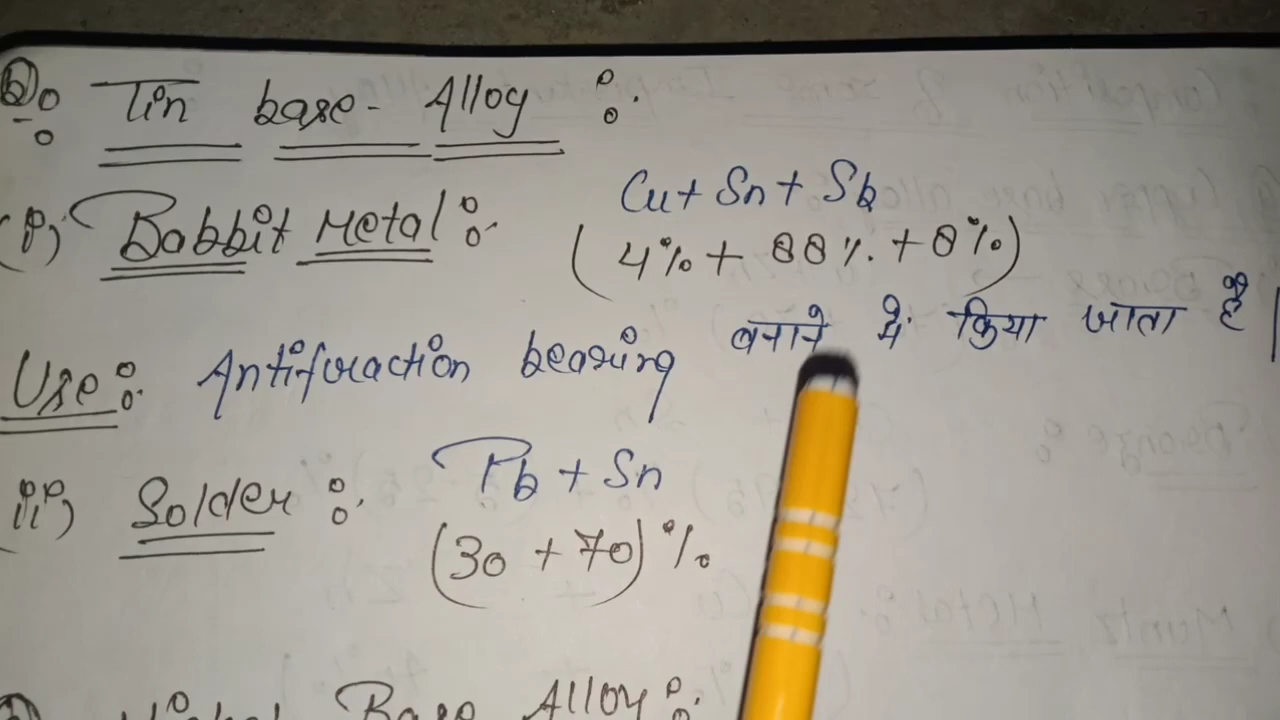 b) Tin base-Alloy :
Cu + Sn + Sb
(i) Babbit Metal :
(4% + 88% + 8%)
Use : Antifriction bearing बनाने में किया जाता है |
Pb + Sn
ii) Solder :
(30 + 70) %
Base Alloy :